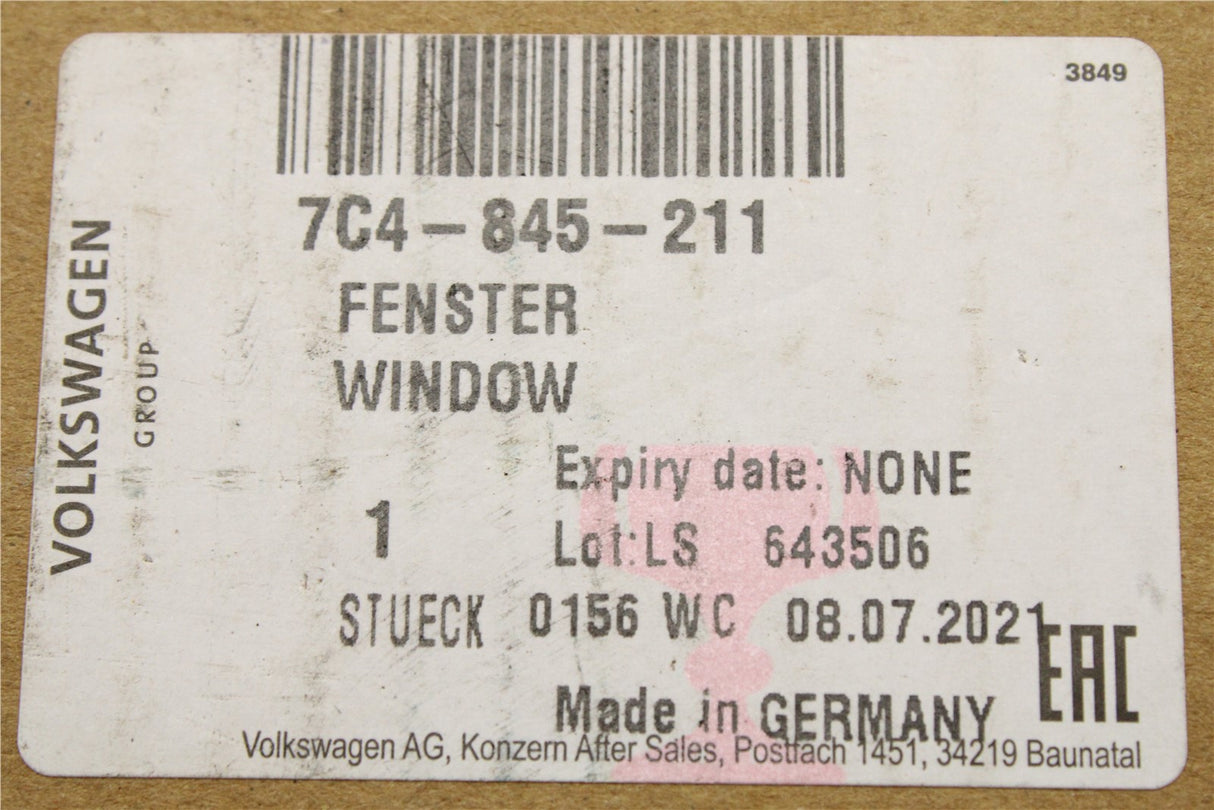 3849
7C4-845-211
FENSTER
WINDOW
VOLKSWAGEN
GROUP
Expiry date: NONE
1
Lot:LS 643506
STUECK 0156 WC 08.07.2021
EAC
Made in GERMANY
Volkswagen AG, Konzern After Sales, Postfach 1451, 34219 Baunatal